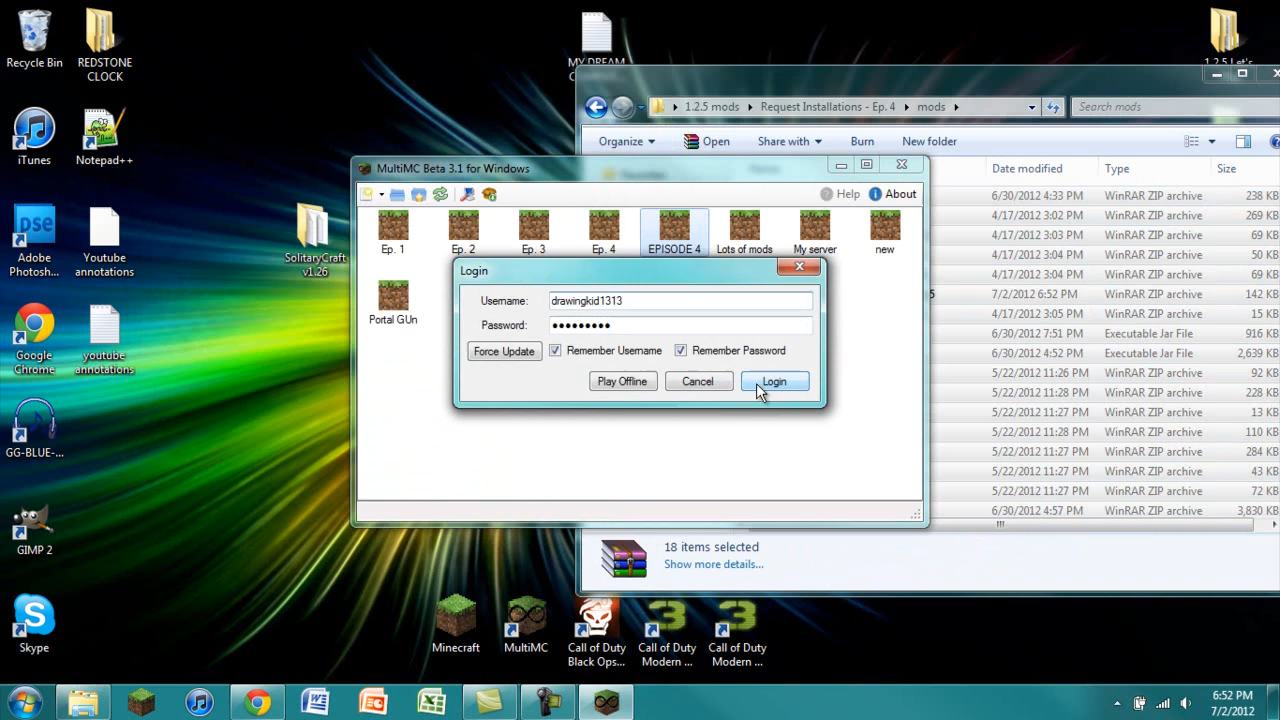 Recycle Bin
REDSTONE
CLOCK
iTunes
Notepad++
Adobe
Photosh...
Youtube
annotations
Google
Chrome
youtube
annotations
GG-BLUE-...
GIMP 2
Skype
SolitaryCraft
v1.26
MY DREAM
1.2.5 Let's
1.2.5 mods
Request Installations - Ep. 4
mods
Search mods
Organize
Open
Share with
Burn
New folder
Date modified
Type
Size
6/30/2012 4:33 PM WinRAR ZIP archive 238 KB
4/17/2012 3:02 PM WinRAR ZIP archive 269 KB
4/17/2012 3:03 PM WinRAR ZIP archive 69 KB
4/17/2012 3:04 PM WinRAR ZIP archive 50 KB
4/17/2012 3:04 PM WinRAR ZIP archive 69 KB
5 7/2/2012 6:52 PM WinRAR ZIP archive 142 KB
4/17/2012 3:05 PM WinRAR ZIP archive 15 KB
6/30/2012 7:51 PM Executable Jar File 69 KB
6/30/2012 4:52 PM Executable Jar File 2,639 KB
5/22/2012 11:26 PM WinRAR ZIP archive 92 KB
5/22/2012 11:28 PM WinRAR ZIP archive 228 KB
5/22/2012 11:27 PM WinRAR ZIP archive 13 KB
5/22/2012 11:28 PM WinRAR ZIP archive 110 KB
5/22/2012 11:27 PM WinRAR ZIP archive 284 KB
5/22/2012 11:27 PM WinRAR ZIP archive 43 KB
5/22/2012 11:27 PM WinRAR ZIP archive 72 KB
6/30/2012 4:57 PM WinRAR ZIP archive 3,830 KB
18 items selected
Show more details...
MultiMC Beta 3.1 for Windows
Help
About
Ep. 1
Ep. 2
Ep. 3
Ep. 4
EPISODE 4
Lots of mods
My server
new
Portal GUn
Login
Username: drawingkid1313
Password: •••••••••
Force Update
Remember Username
Remember Password
Play Offline
Cancel
Login
Minecraft
MultiMC
Call of Duty
Black Ops...
Call of Duty
Modern ...
Call of Duty
Modern ...
6:52 PM
7/2/2012